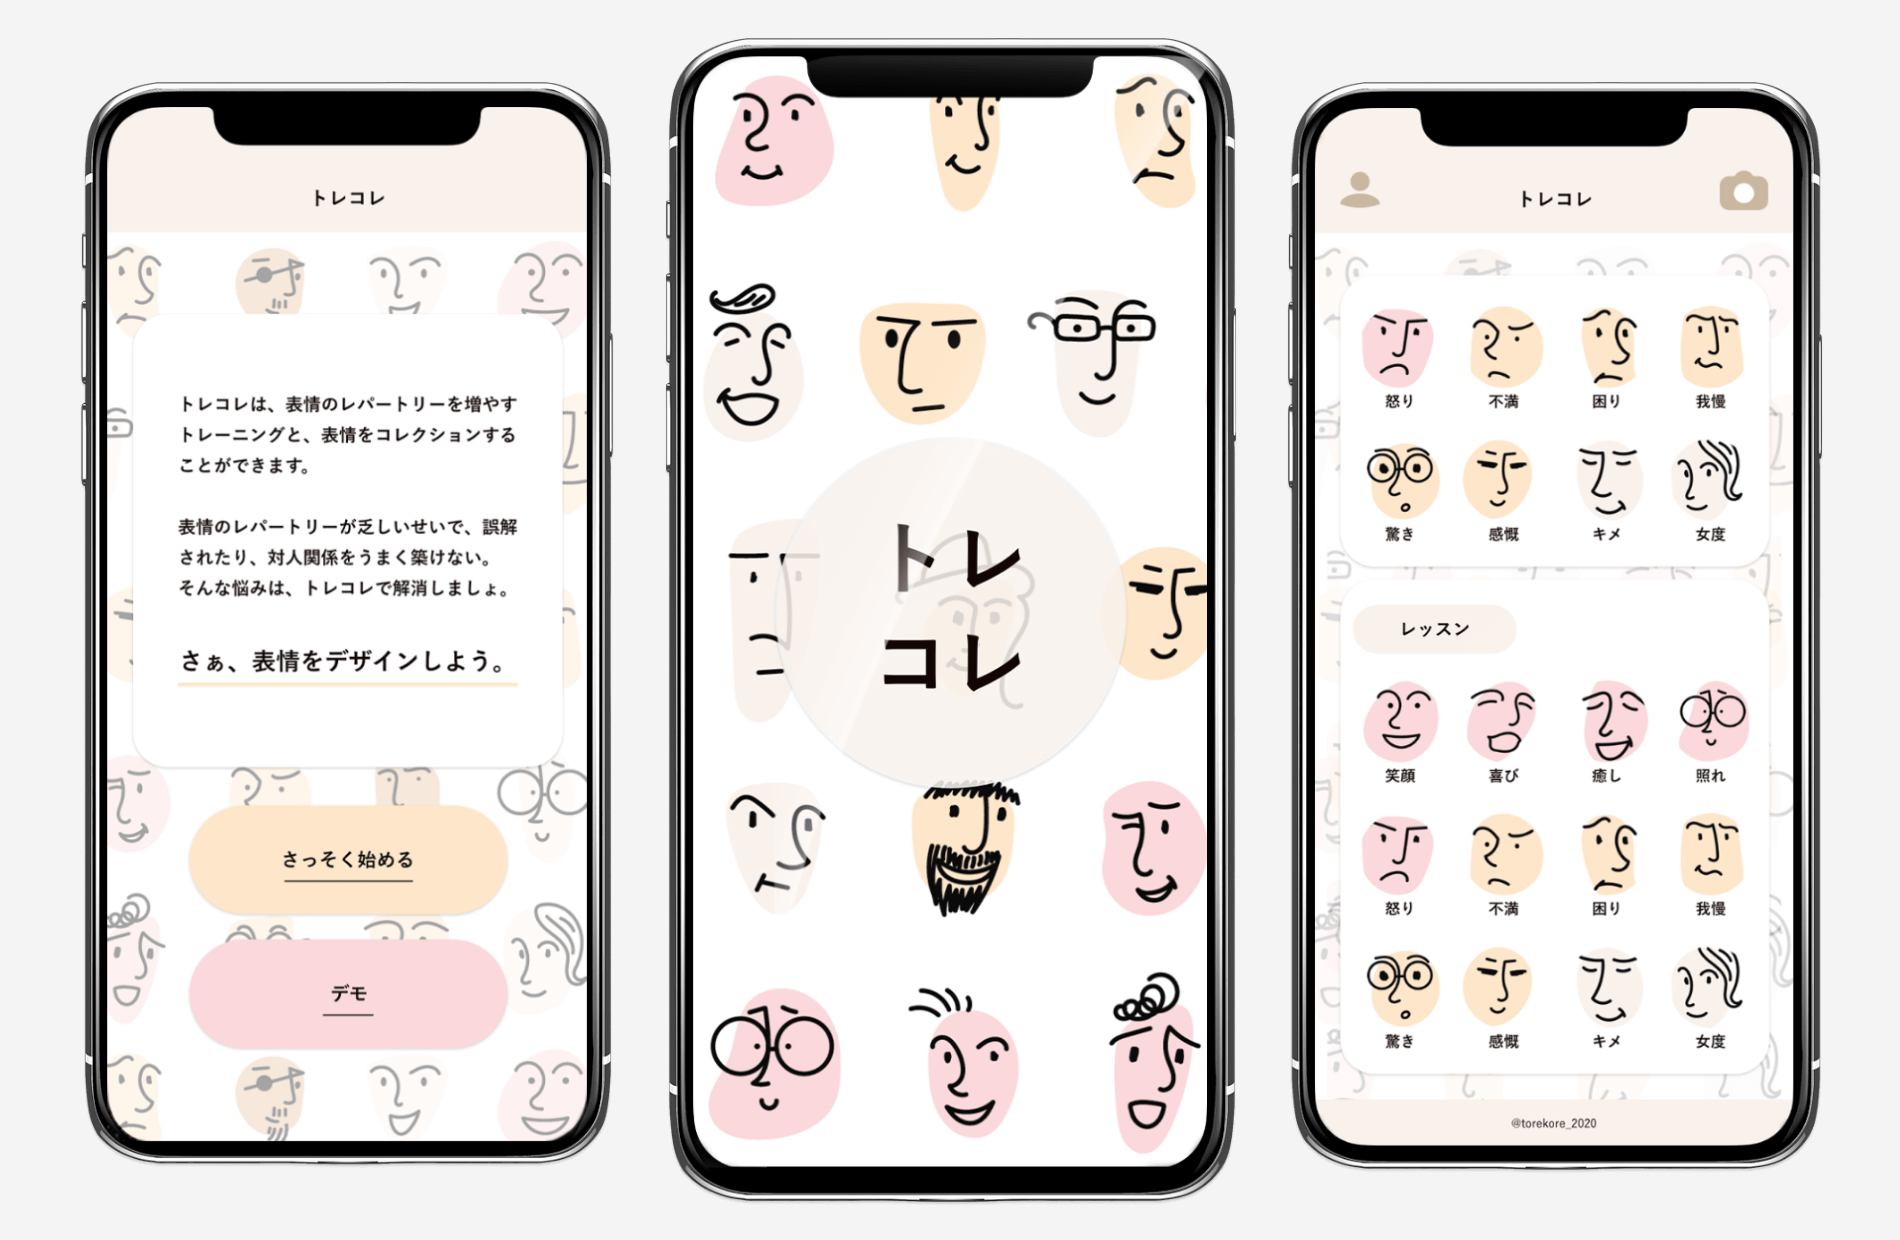 トレコレ
トレコレは、表情のレパートリーを増やす
トレーニングと、表情をコレクションする
ことができます。
表情のレパートリーが乏しいせいで、誤解
されたり、対人関係をうまく築けない。
そんな悩みは、トレコレで解消しましょ。
さぁ、表情をデザインしよう。
さっそく始める
デモ
トレ
コレ
トレコレ
怒り 不満 困り 我慢
驚き 感慨 キメ 女度
レッスン
笑顔 喜び 癒し 照れ
怒り 不満 困り 我慢
驚き 感慨 キメ 女度
@torekore_2020